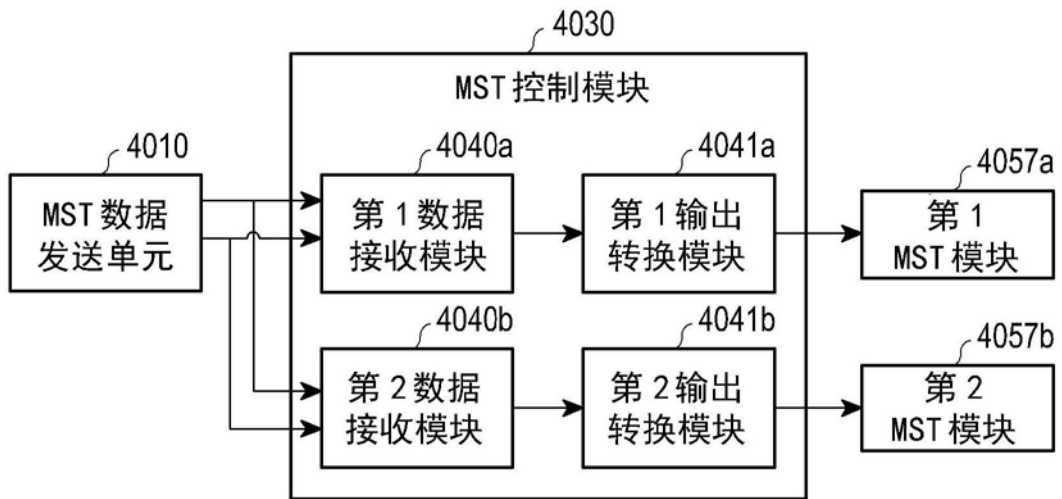 4030
MST 控制模块
4010
MST 数据
发送单元
4040a
第 1 数据
接收模块
4041a
第 1 输出
转换模块
4057a
第 1
MST 模块
4040b
第 2 数据
接收模块
4041b
第 2 输出
转换模块
4057b
第 2
MST 模块